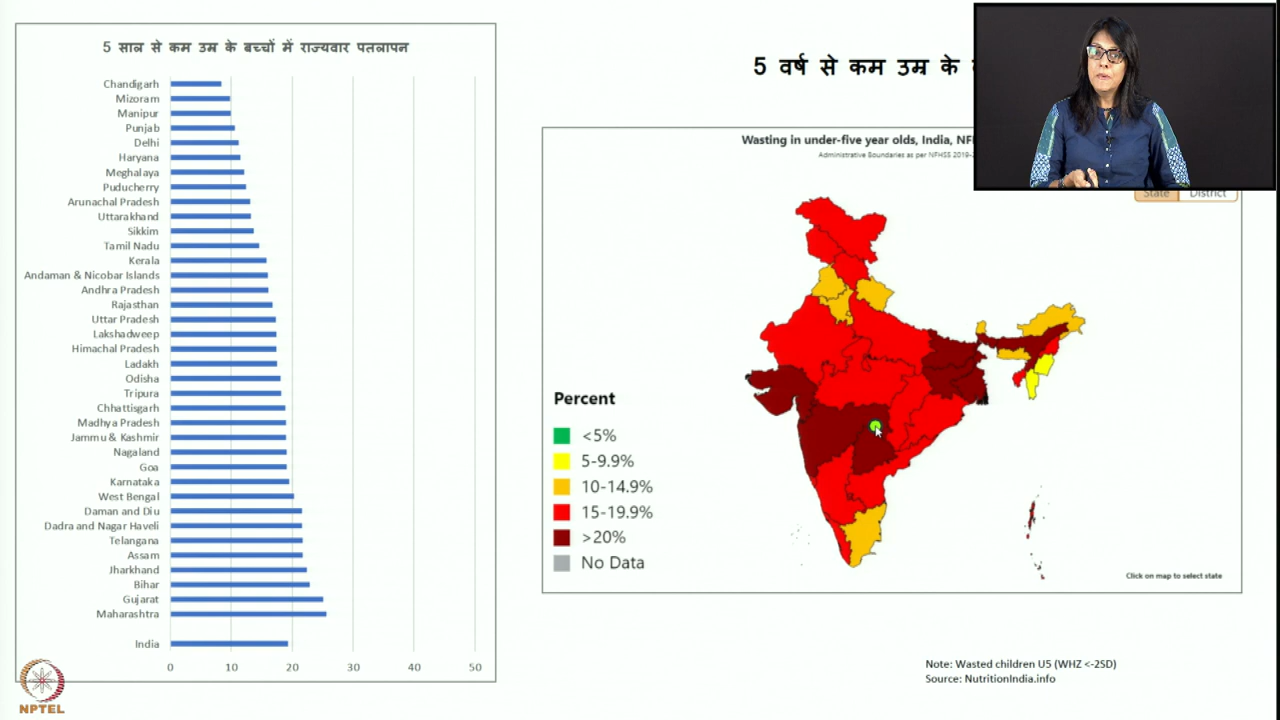 5 साल से कम उम्र के बच्चों में राज्यवार पतलापन
Chandigarh
Mizoram
Manipur
Punjab
Delhi
Haryana
Meghalaya
Puducherry
Arunachal Pradesh
Uttarakhand
Sikkim
Tamil Nadu
Kerala
Andaman & Nicobar Islands
Andhra Pradesh
Rajasthan
Uttar Pradesh
Lakshadweep
Himachal Pradesh
Ladakh
Odisha
Tripura
Chhattisgarh
Madhya Pradesh
Jammu & Kashmir
Nagaland
Goa
Karnataka
West Bengal
Daman and Diu
Dadra and Nagar Haveli
Telangana
Assam
Jharkhand
Bihar
Gujarat
Maharashtra
India
0 10 20 30 40 50
NPTEL
5 वर्ष से कम उम्र के
Wasting in under-five year olds, India,
Administrative Boundaries as per NFHS5
State District
Percent
<5%
5-9.9%
10-14.9%
15-19.9%
>20%
No Data
Click on map to select state
Note: Wasted children U5 (WHZ <-2SD)
Source: NutritionIndia.info